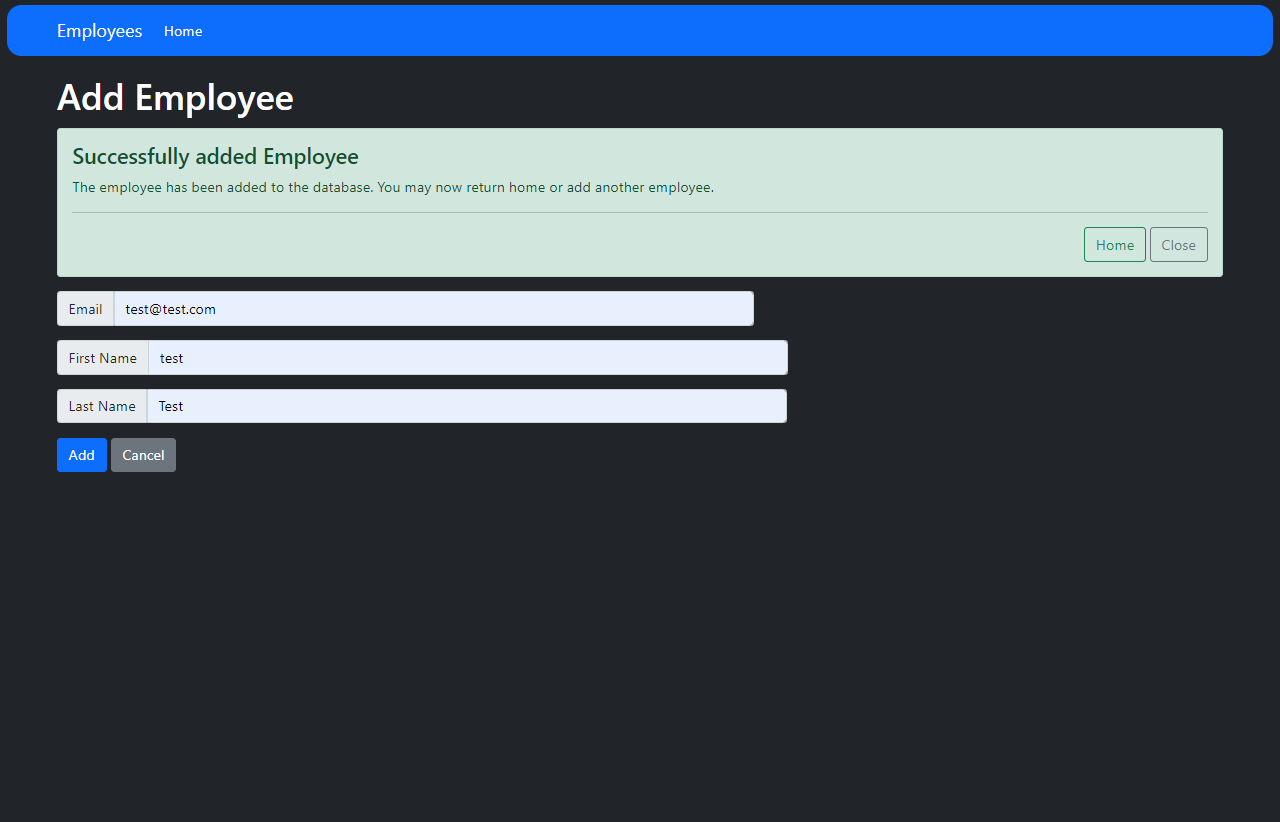 Employees Home
Add Employee
Successfully added Employee
The employee has been added to the database. You may now return home or add another employee.
Home Close
Email test@test.com
First Name test
Last Name Test
Add Cancel